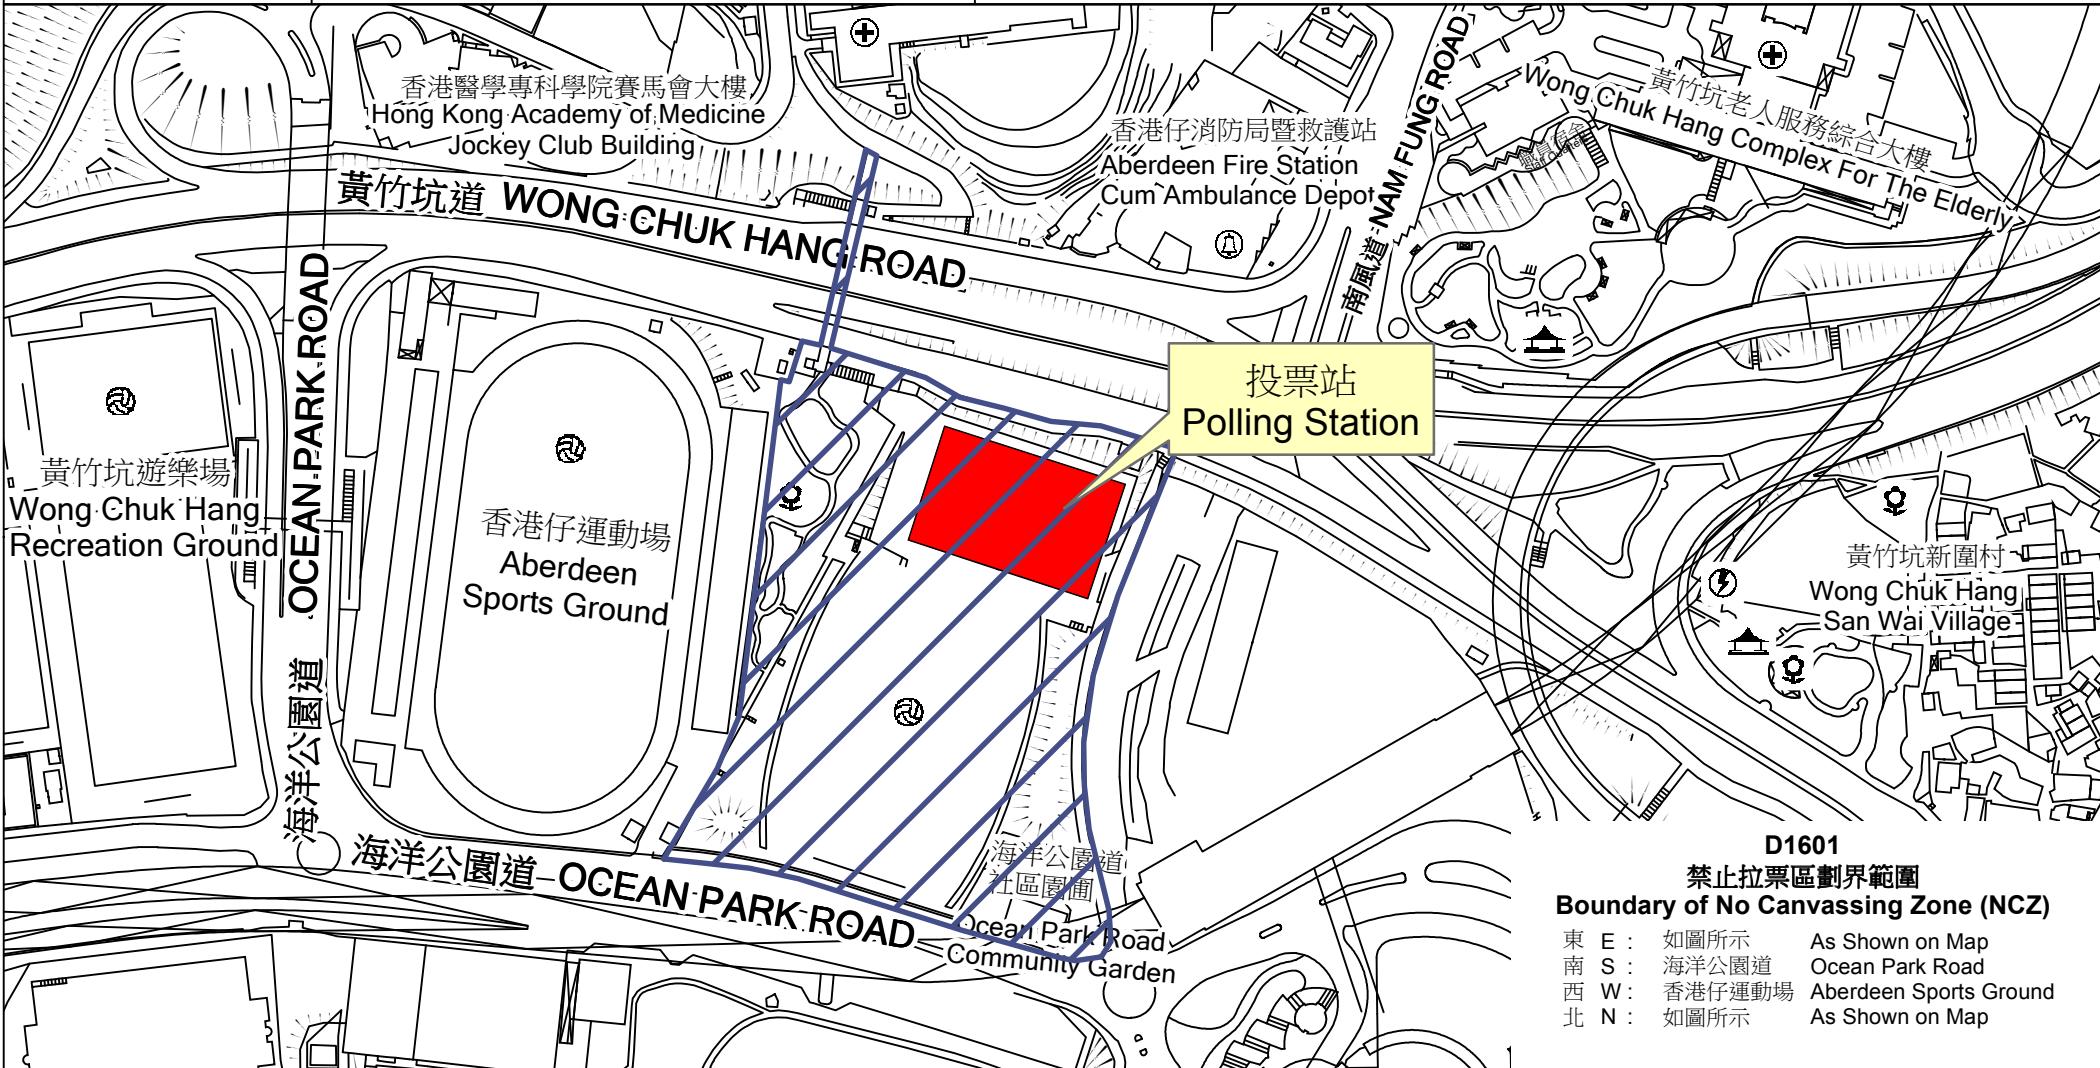 香港醫學專科學院賽馬會大樓
Hong Kong Academy of Medicine
Jockey Club Building
香港仔消防局暨救護站
Aberdeen Fire Station
Cum Ambulance Depot
南風道 NAM FUNG ROAD
黃竹坑老人服務綜合大樓
Wong Chuk Hang Complex For The Elderly
黃竹坑道 WONG CHUK HANG ROAD
投票站
Polling Station
黃竹坑遊樂場
Wong Chuk Hang
Recreation Ground
海洋公園道 OCEAN PARK ROAD
香港仔運動場
Aberdeen
Sports Ground
黃竹坑新圍村
Wong Chuk Hang
San Wai Village
海洋公園道 OCEAN PARK ROAD
海洋公園道
社區園圃
Ocean Park Road
Community Garden
D1601
禁止拉票區劃界範圍
Boundary of No Canvassing Zone (NCZ)
東 E : 如圖所示 As Shown on Map
南 S : 海洋公園道 Ocean Park Road
西 W : 香港仔運動場 Aberdeen Sports Ground
北 N : 如圖所示 As Shown on Map